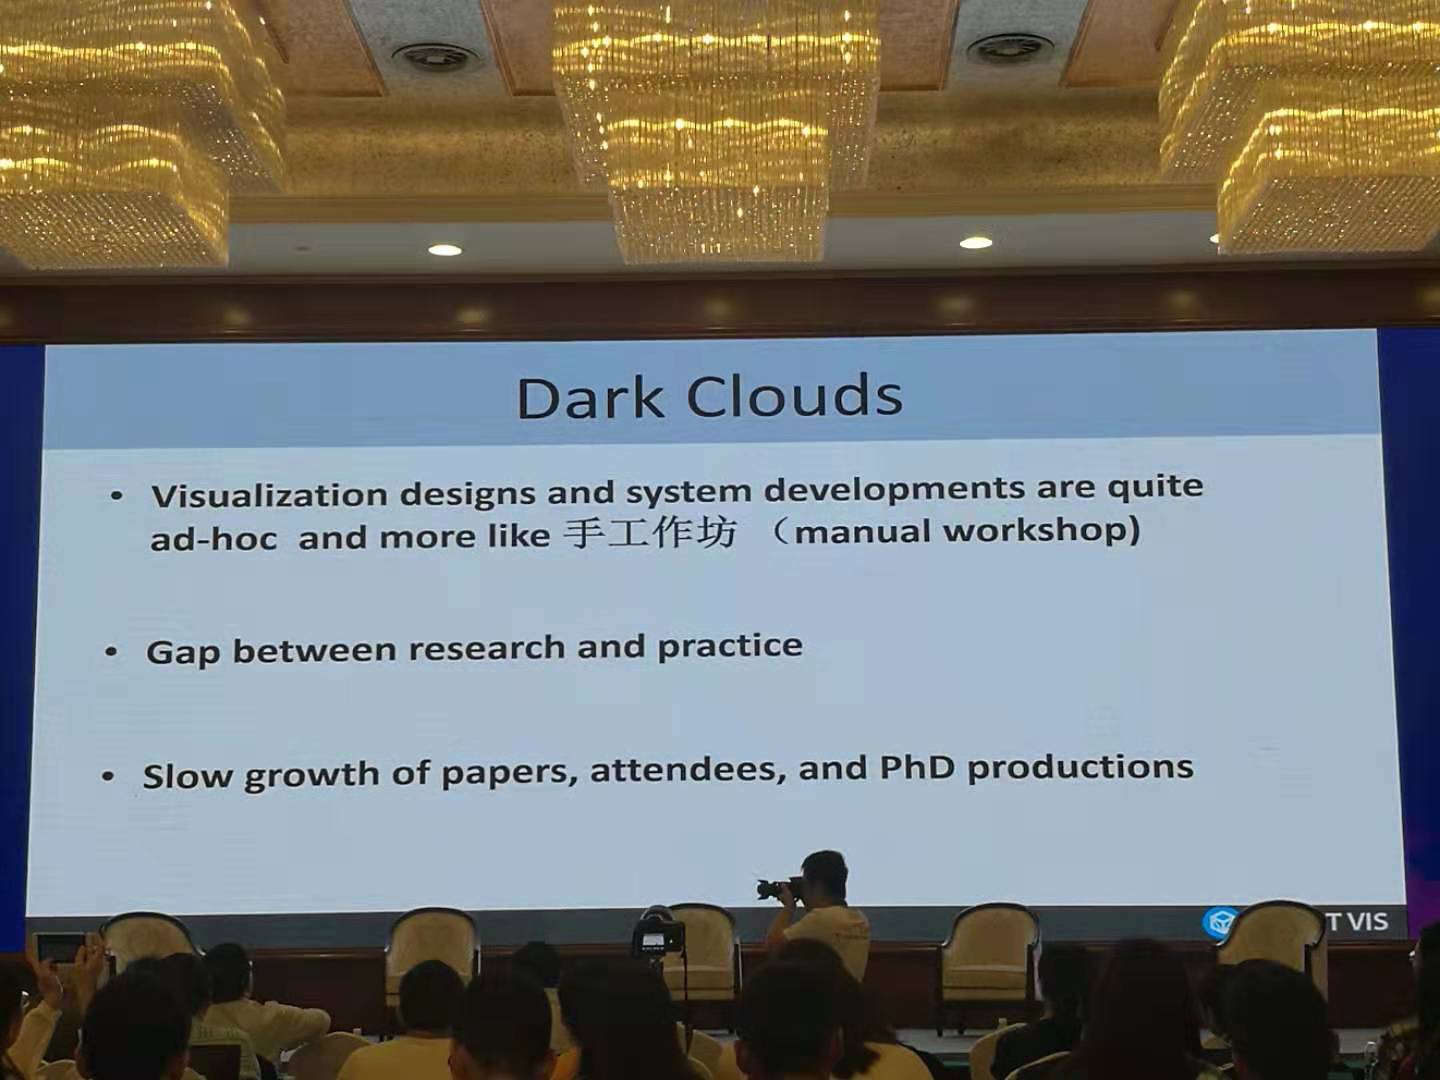 Dark Clouds
• Visualization designs and system developments are quite
ad-hoc and more like 手工作坊 （manual workshop)
• Gap between research and practice
• Slow growth of papers, attendees, and PhD productions
VIS